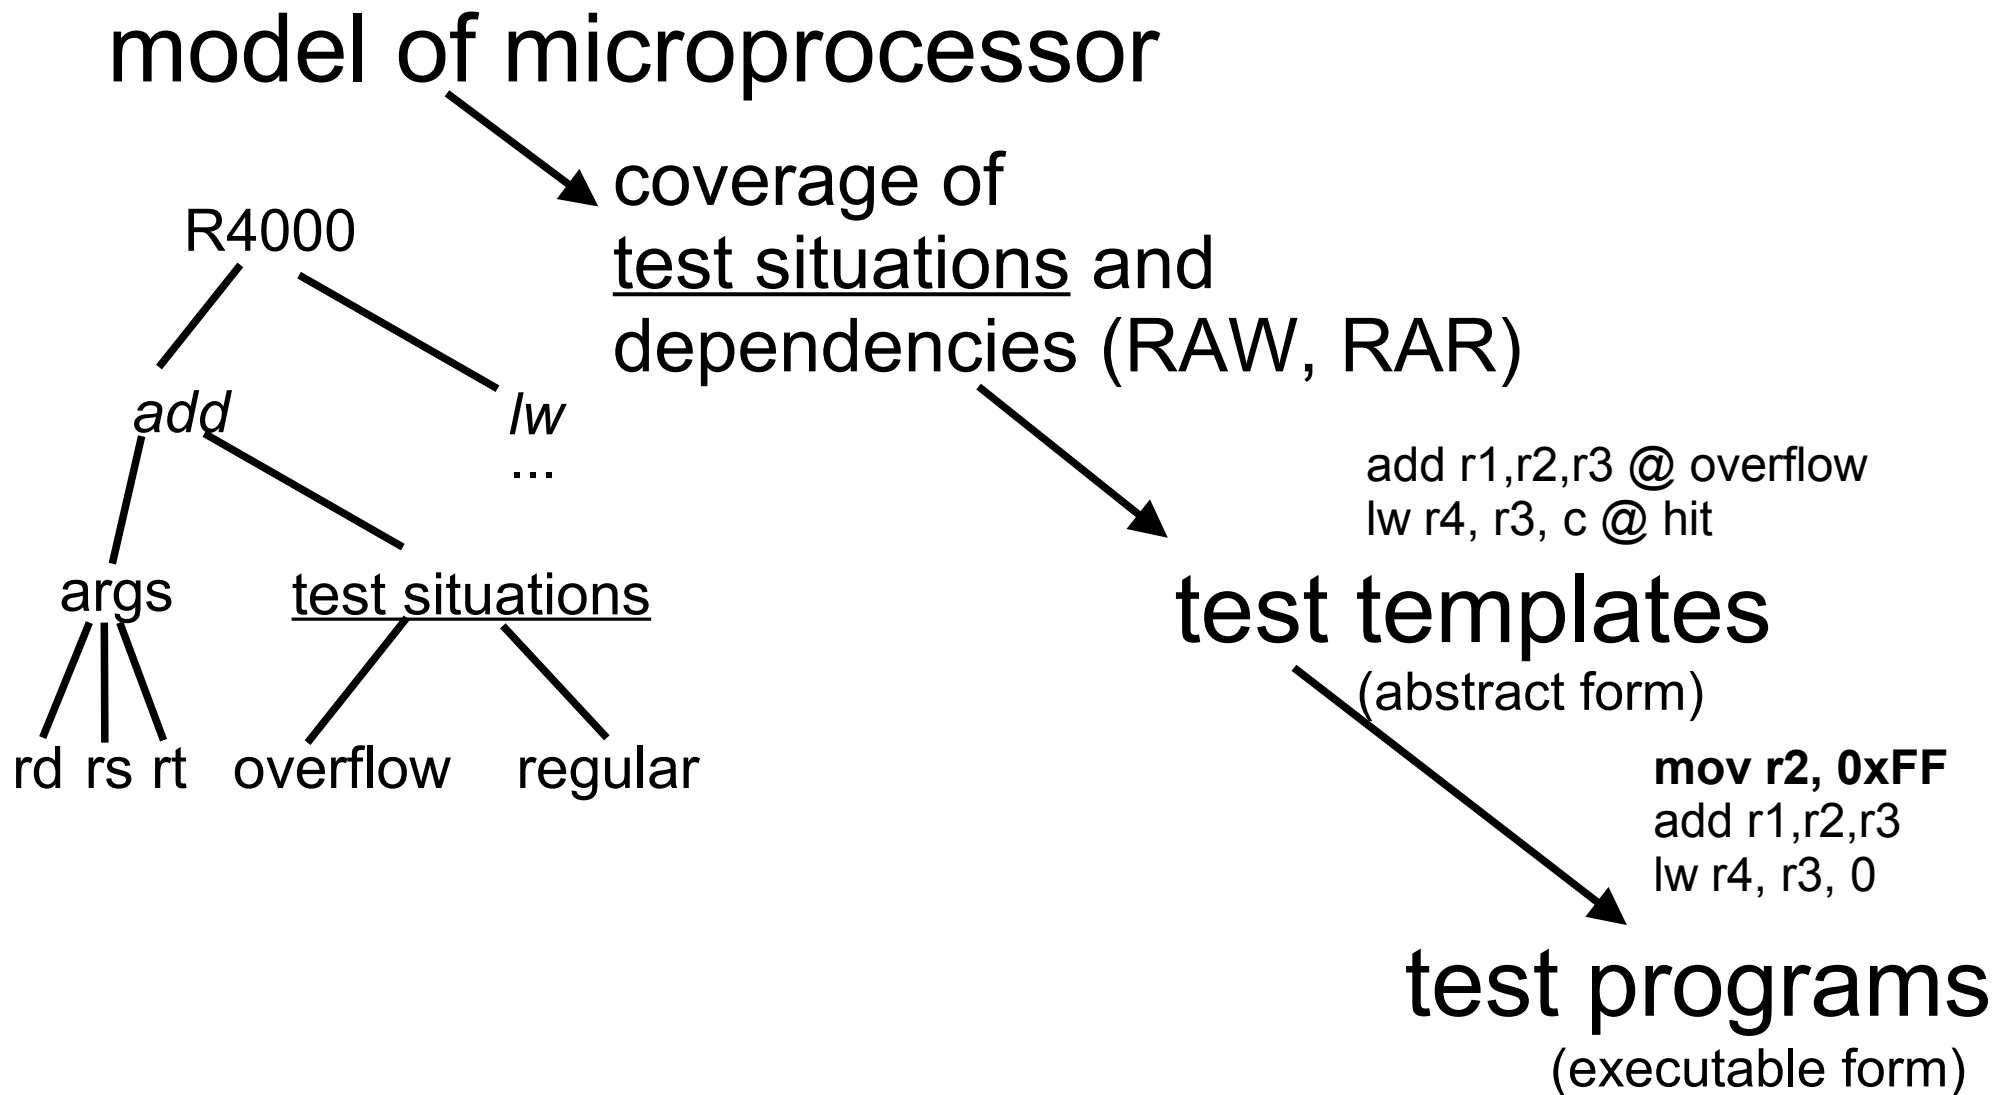 model of microprocessor
coverage of
test situations and
dependencies (RAW, RAR)
R4000
add
lw
...
args
test situations
rd rs rt
overflow
regular
add r1,r2,r3 @ overflow
lw r4, r3, c @ hit
test templates
(abstract form)
mov r2, 0xFF
add r1,r2,r3
lw r4, r3, 0
test programs
(executable form)